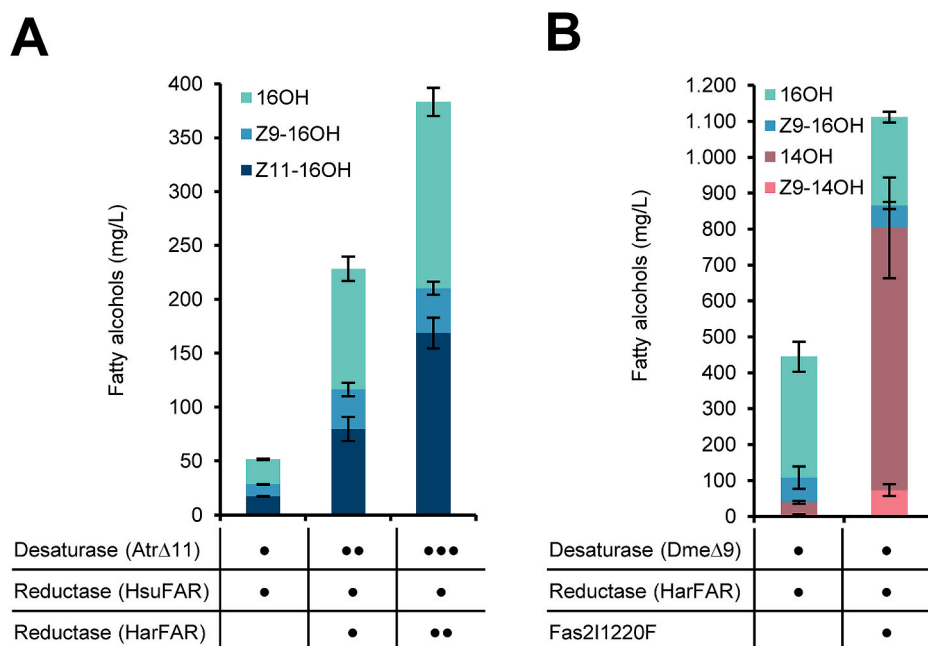 A
Fatty alcohols (mg/L)
400
350
300
250
200
150
100
50
0
16OH
Z9-16OH
Z11-16OH
Desaturase (AtrΔ11)
Reductase (HsuFAR)
Reductase (HarFAR)
B
Fatty alcohols (mg/L)
1.200
1.100
1.000
900
800
700
600
500
400
300
200
100
0
16OH
Z9-16OH
14OH
Z9-14OH
Desaturase (DmeΔ9)
Reductase (HarFAR)
Fas2I1220F